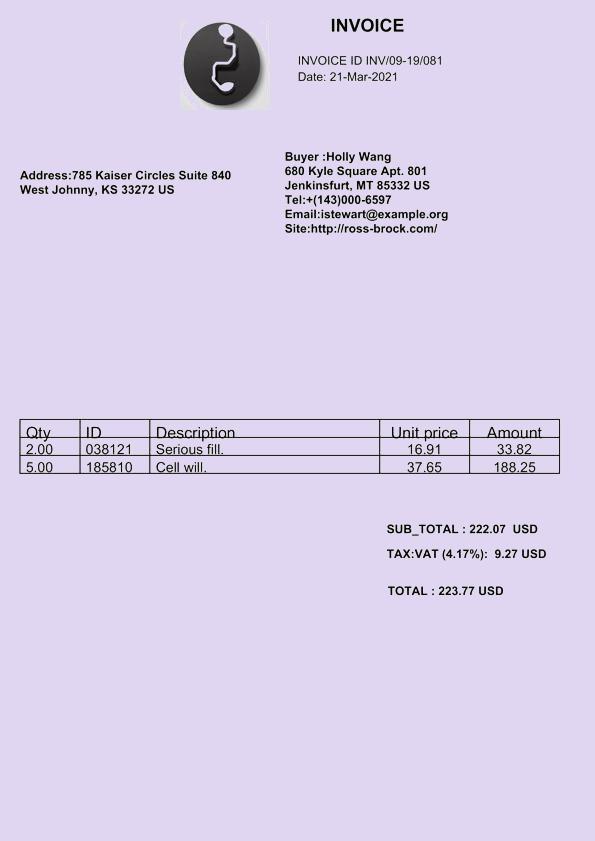 INVOICE
INVOICE ID INV/09-19/081
Date: 21-Mar-2021
Address:785 Kaiser Circles Suite 840
West Johnny, KS 33272 US
Buyer :Holly Wang
680 Kyle Square Apt. 801
Jenkinsfurt, MT 85332 US
Tel:+(143)000-6597
Email:istewart@example.org
Site:http://ross-brock.com/
Qty ID Description Unit price Amount
2.00 038121 Serious fill. 16.91 33.82
5.00 185810 Cell will. 37.65 188.25
SUB_TOTAL : 222.07 USD
TAX:VAT (4.17%): 9.27 USD
TOTAL : 223.77 USD